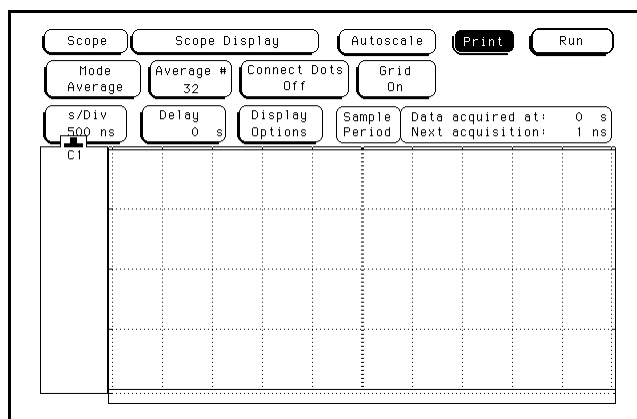 Scope
Scope Display
Autoscale
Print
Run
Mode
Average
Average #
32
Connect Dots
Off
Grid
On
s/Div
500 ns
Delay
0 s
Display
Options
Sample
Period
Data acquired at: 0 s
Next acquisition: 1 ns
C1